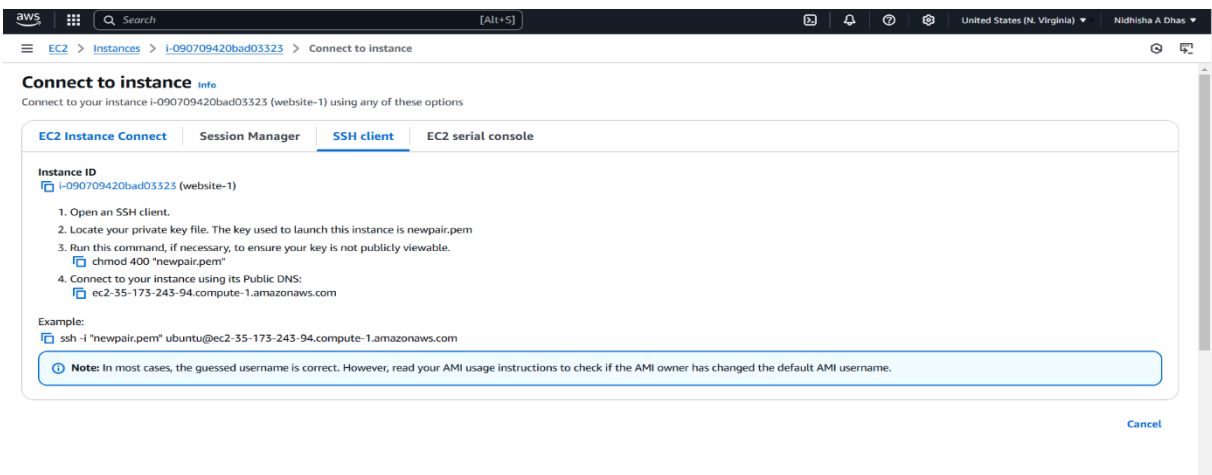 aws Search [Alt+S] United States (N. Virginia) Nidhisha A Dhas
EC2 > Instances > i-090709420bad03323 > Connect to instance
Connect to instance Info
Connect to your instance i-090709420bad03323 (website-1) using any of these options
EC2 Instance Connect Session Manager SSH client EC2 serial console
Instance ID
i-090709420bad03323 (website-1)
1. Open an SSH client.
2. Locate your private key file. The key used to launch this instance is newpair.pem
3. Run this command, if necessary, to ensure your key is not publicly viewable.
chmod 400 "newpair.pem"
4. Connect to your instance using its Public DNS:
ec2-35-173-243-94.compute-1.amazonaws.com
Example:
ssh -i "newpair.pem" ubuntu@ec2-35-173-243-94.compute-1.amazonaws.com
Note: In most cases, the guessed username is correct. However, read your AMI usage instructions to check if the AMI owner has changed the default AMI username.
Cancel